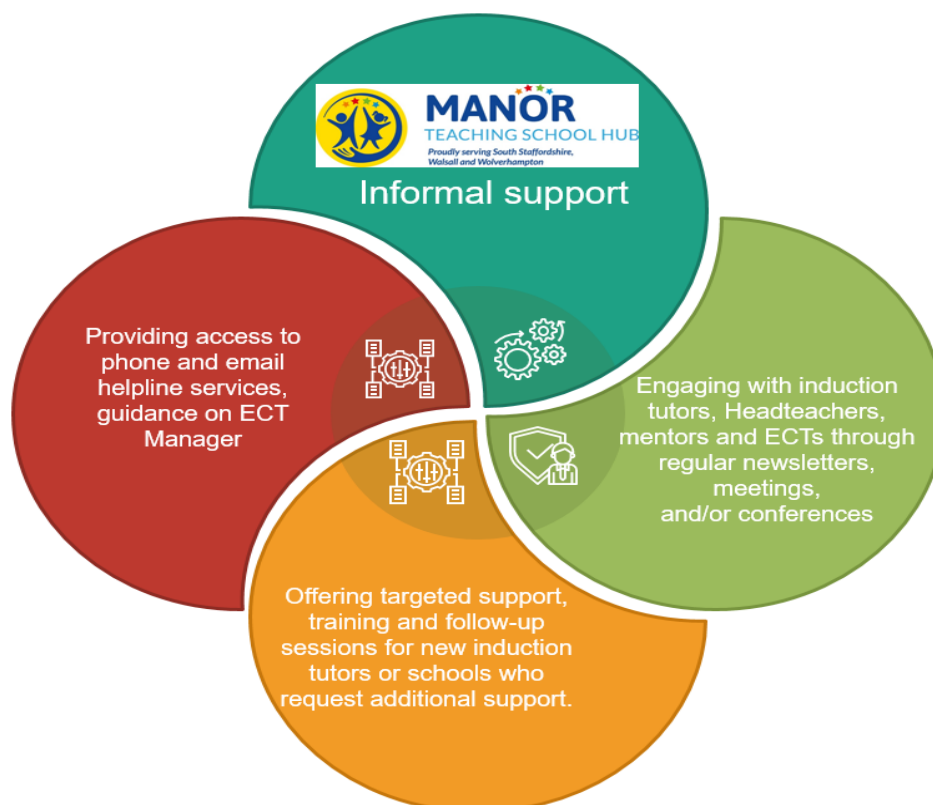 MANOR
TEACHING SCHOOL HUB
Proudly serving South Staffordshire,
Walsall and Wolverhampton
Informal support
Providing access to
phone and email
helpline services,
guidance on ECT
Manager
Engaging with induction
tutors, Headteachers,
mentors and ECTs through
regular newsletters,
meetings,
and/or conferences
Offering targeted support,
training and follow-up
sessions for new induction
tutors or schools who
request additional support.